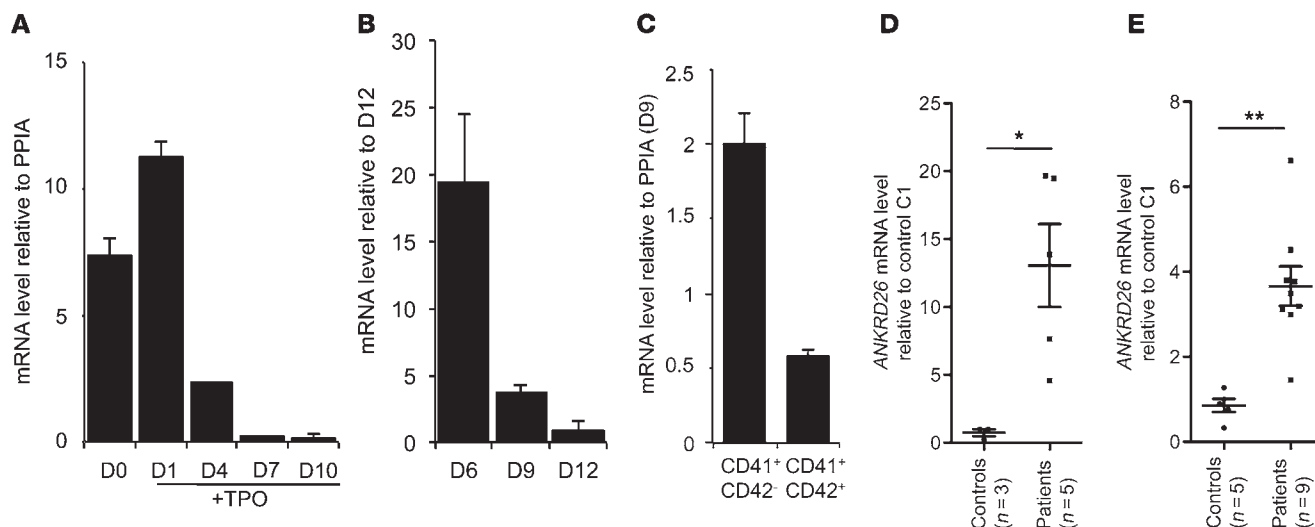 A
mRNA level relative to PPIA
15
10
5
0
D0 D1 D4 D7 D10
+TPO
B
mRNA level relative to D12
30
25
20
15
10
5
0
D6 D9 D12
C
mRNA level relative to PPIA (D9)
2.5
2
1.5
1
0.5
0
CD41+ CD41+
CD42- CD42+
D
ANKRD26 mRNA level
relative to control C1
25
20
15
10
5
0
*
Controls
(n = 3)
Patients
(n = 5)
E
ANKRD26 mRNA level
relative to control C1
8
6
4
2
0
**
Controls
(n = 5)
Patients
(n = 9)